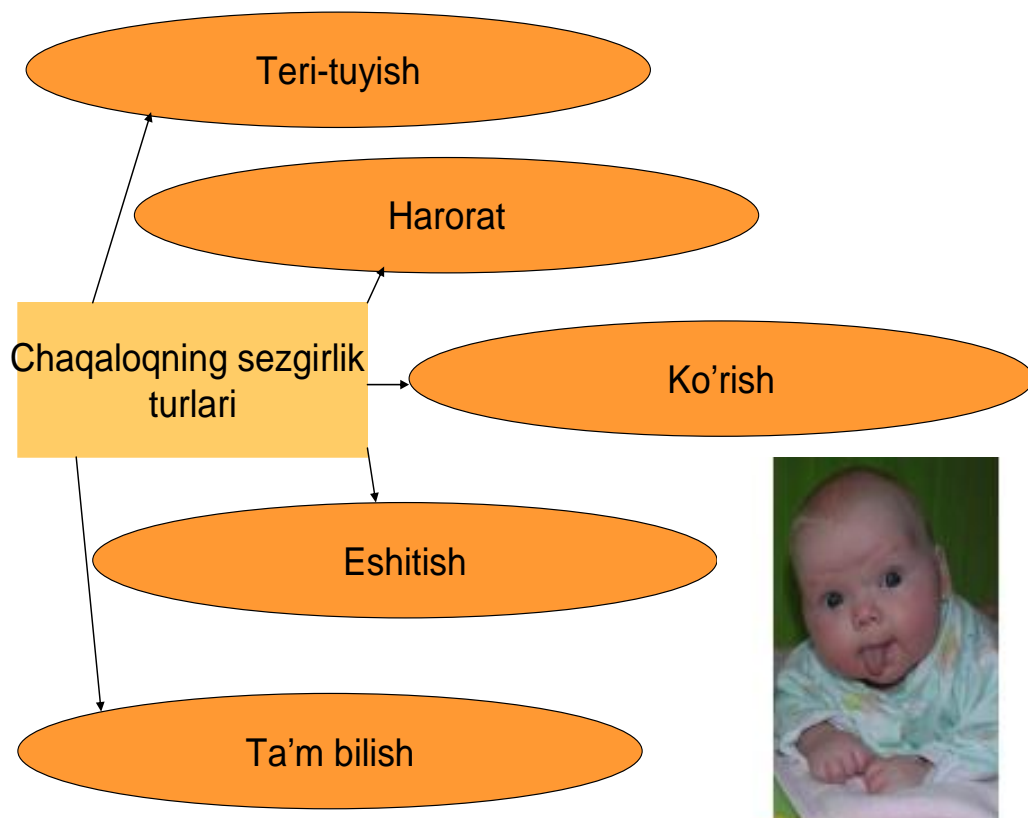 Teri-tuyish
Harorat
Chaqaloqning sezgirlik
turlari
Ko’rish
Eshitish
Ta’m bilish